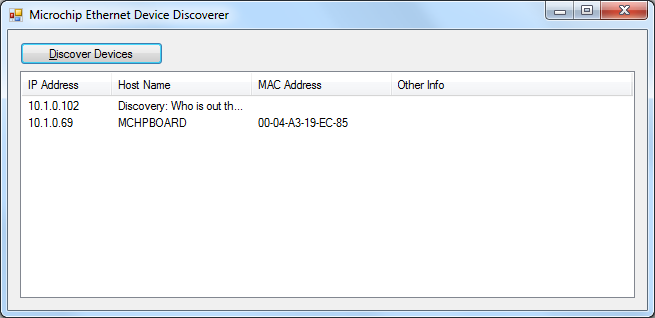 Microchip Ethernet Device Discoverer
Discover Devices
IP Address Host Name MAC Address Other Info
10.1.0.102 Discovery: Who is out th...
10.1.0.69 MCHPBOARD 00-04-A3-19-EC-85